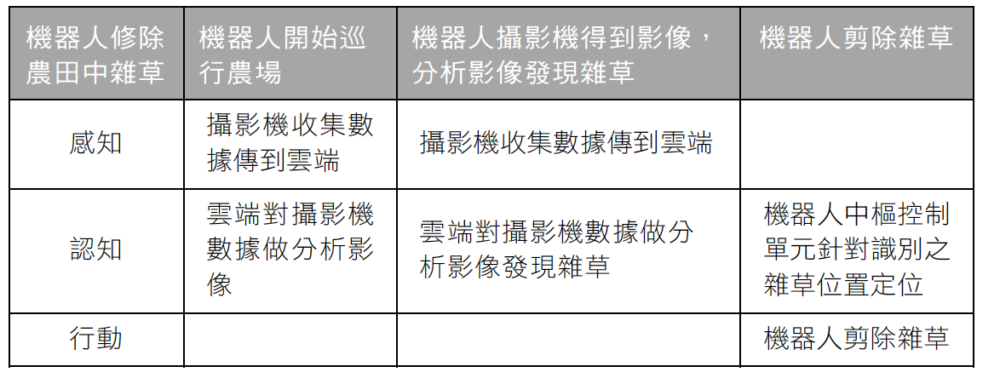 機器人修除
農田中雜草
機器人開始巡
行農場
機器人攝影機得到影像，
分析影像發現雜草
機器人剪除雜草
感知
攝影機收集數
據傳到雲端
攝影機收集數據傳到雲端
認知
雲端對攝影機
數據做分析影
像
雲端對攝影機數據做分
析影像發現雜草
機器人中樞控制
單元針對識別之
雜草位置定位
行動
機器人剪除雜草